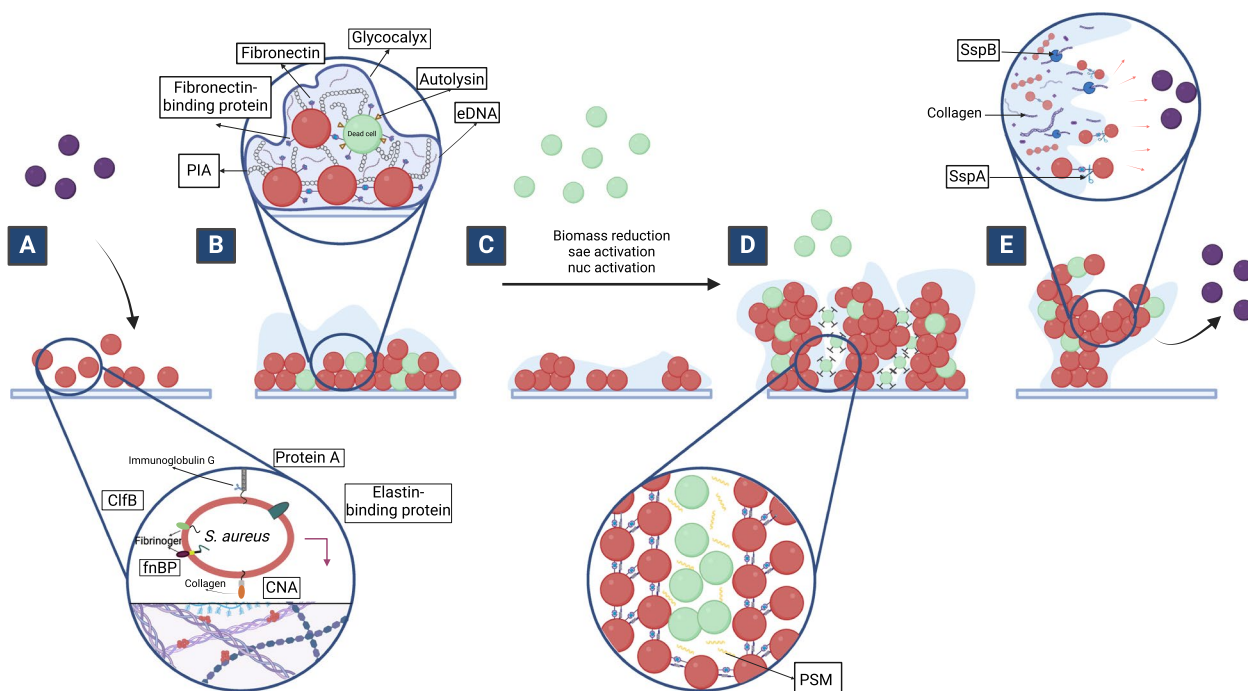 A
B
Fibronectin
Glycocalyx
Fibronectin-
binding protein
Autolysin
eDNA
Dead cell
PIA
C
Biomass reduction
sae activation
nuc activation
D
E
SspB
Collagen
SspA
Immunoglobulin G
Protein A
ClfB
Elastin-
binding protein
S. aureus
Fibrinoger
fnBP
Collagen
CNA
PSM